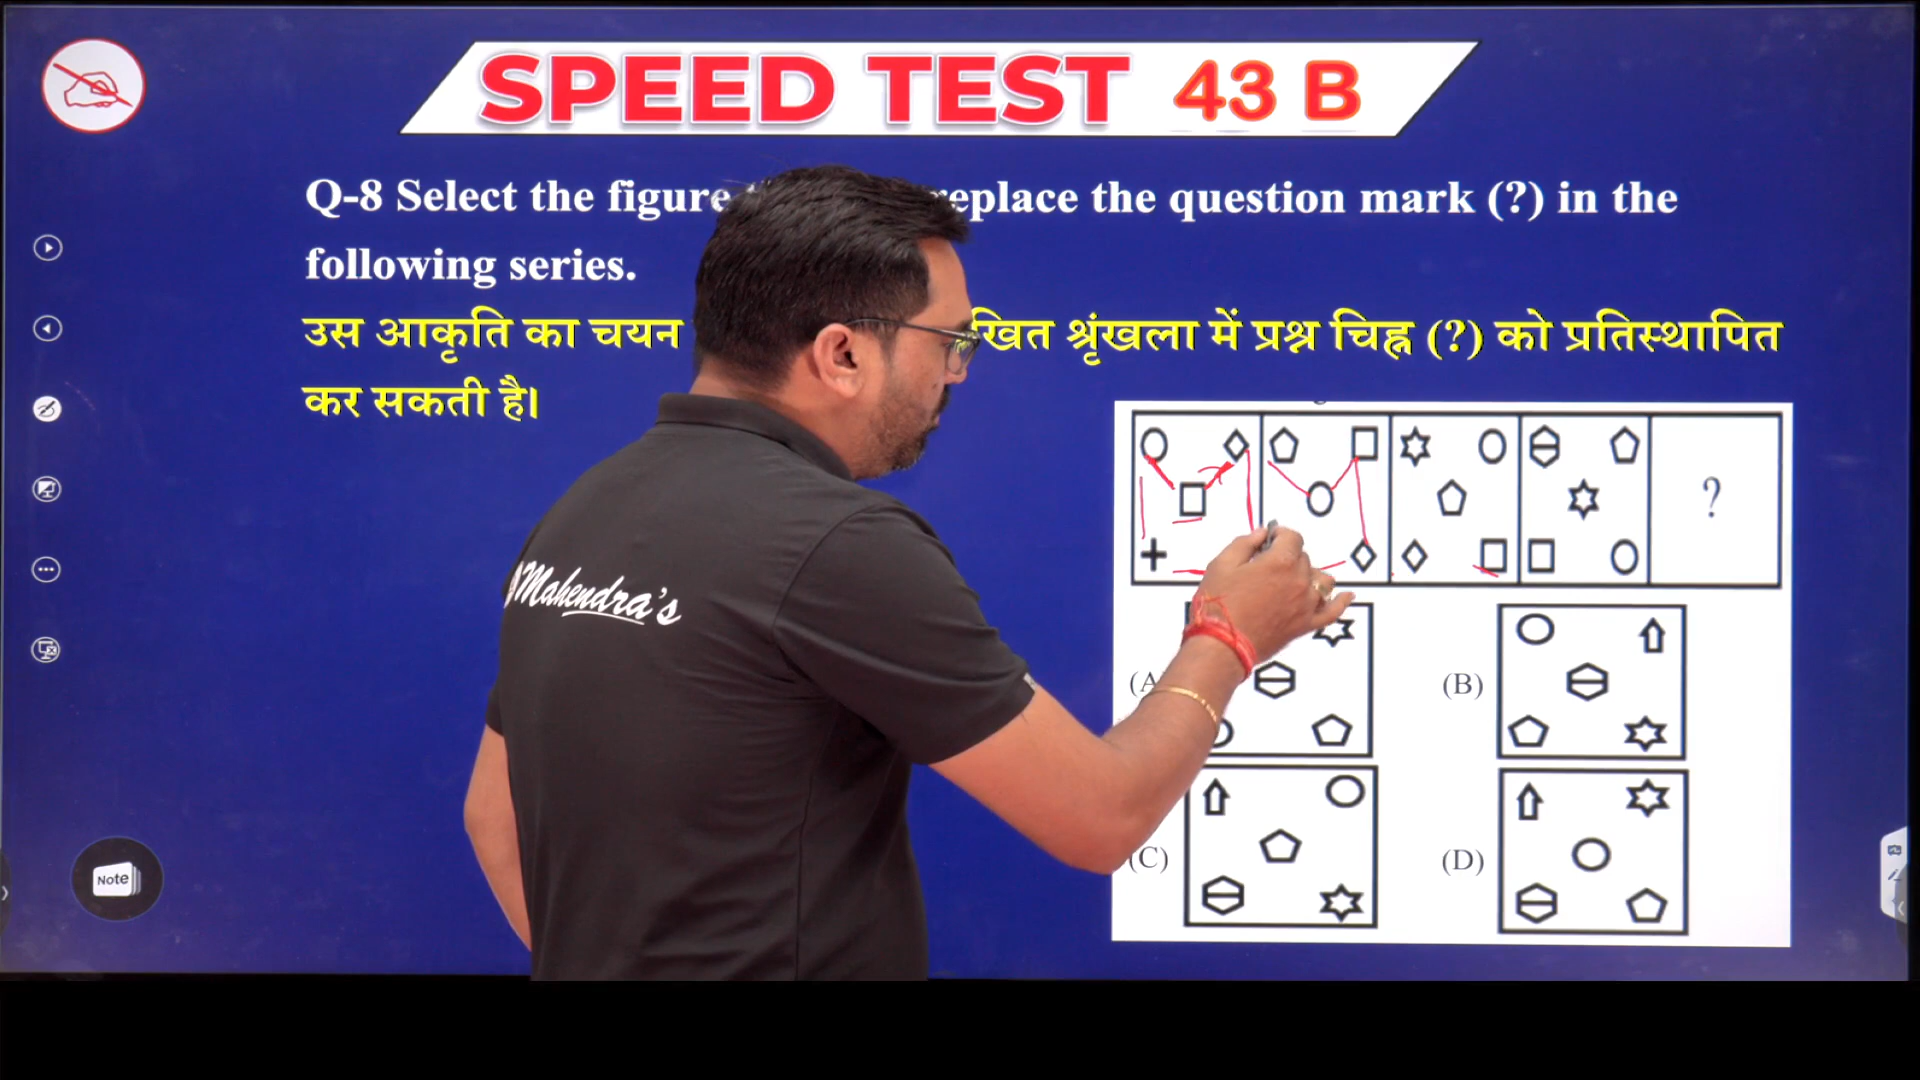 SPEED TEST 43 B
Q-8 Select the figure replace the question mark (?) in the
following series.
उस आकृति का चयन श्रृंखला में प्रश्न चिह्न (?) को प्रतिस्थापित
कर सकती है।
?
(A
(B)
(C)
(D)
Mahendra's
Note